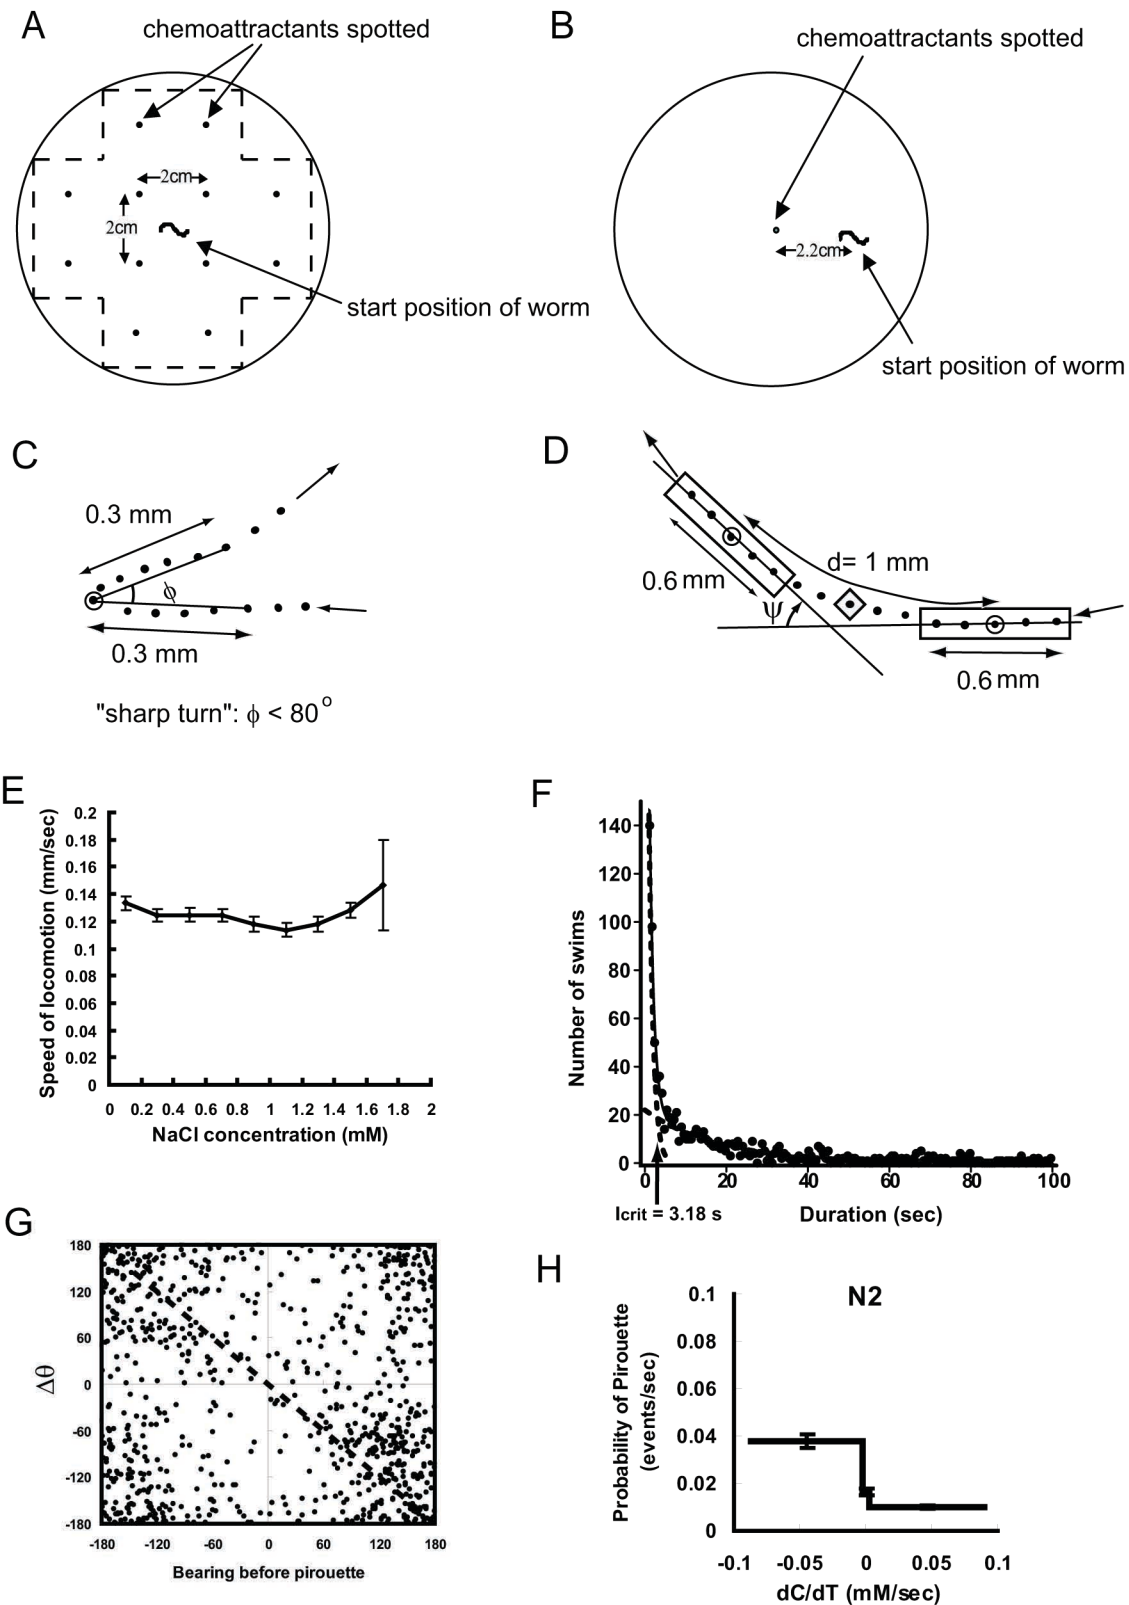 A
chemoattractants spotted
2cm
2cm
start position of worm
B
chemoattractants spotted
2.2cm
start position of worm
C
0.3 mm
ϕ
0.3 mm
"sharp turn": ϕ < 80°
D
d= 1 mm
0.6 mm
Ψ
0.6 mm
E
Speed of locomotion (mm/sec)
0.2
0.18
0.16
0.14
0.12
0.1
0.08
0.06
0.04
0.02
0
0 0.2 0.4 0.6 0.8 1 1.2 1.4 1.6 1.8 2
NaCl concentration (mM)
F
Number of swims
140
120
100
80
60
40
20
0
0 20 40 60 80 100
Icrit = 3.18 s
Duration (sec)
G
Δθ
180
120
60
0
-60
-120
-180
-180 -120 -60 0 60 120 180
Bearing before pirouette
H
N2
Probability of Pirouette
(events/sec)
0.1
0.08
0.06
0.04
0.02
0
-0.1 -0.05 0 0.05 0.1
dC/dT (mM/sec)